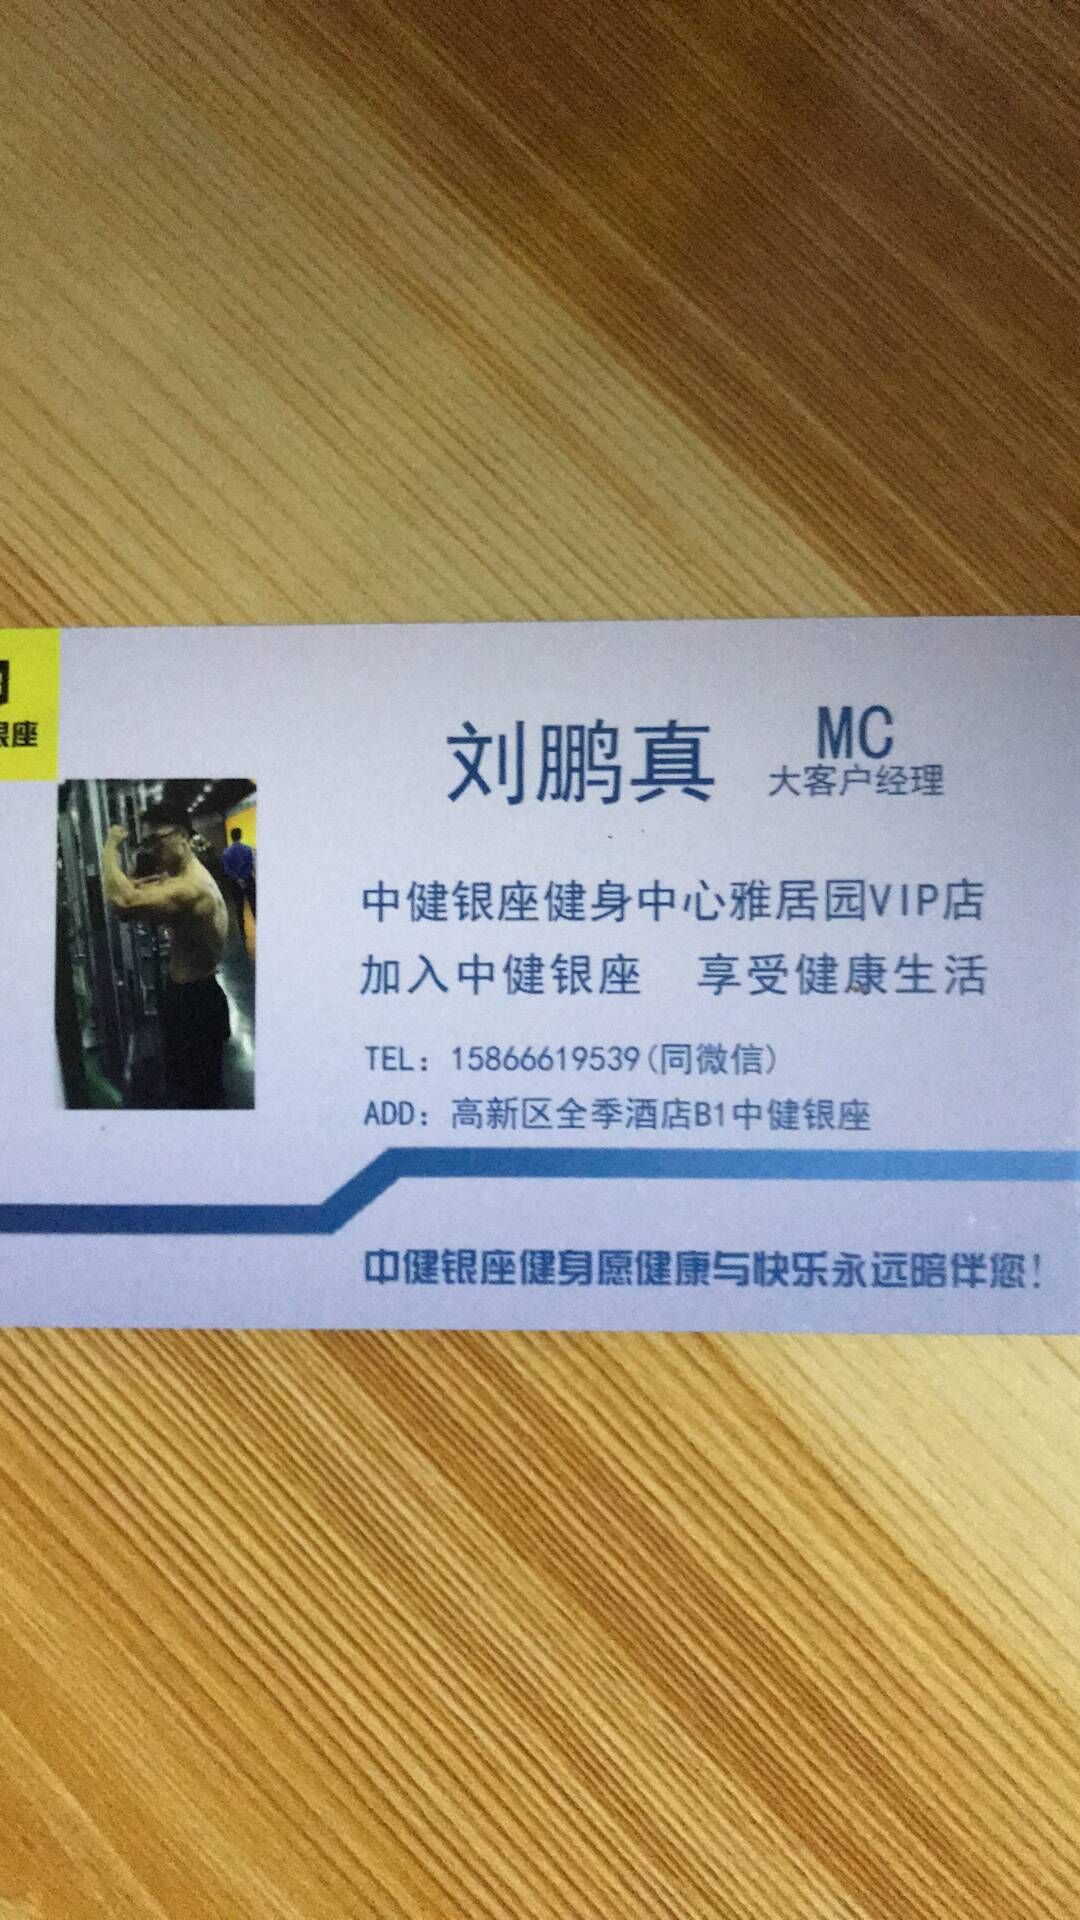 银座
刘鹏真
MC
大客户经理
中健银座健身中心雅居园VIP店
加入中健银座 享受健康生活
TEL：15866619539(同微信)
ADD：高新区全季酒店B1中健银座
中健银座健身愿健康与快乐永远陪伴您！